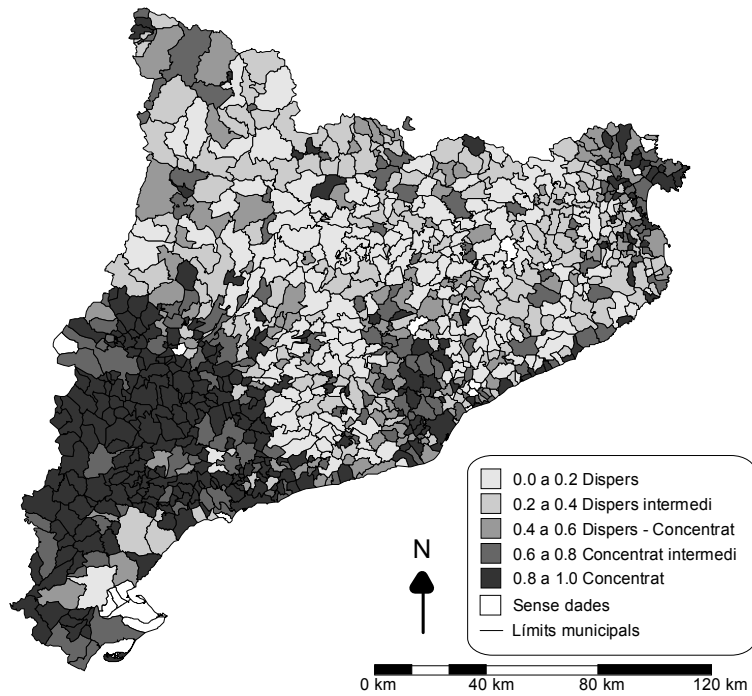 0.0 a 0.2 Dispers
0.2 a 0.4 Dispers intermedi
0.4 a 0.6 Dispers - Concentrat
0.6 a 0.8 Concentrat intermedi
0.8 a 1.0 Concentrat
Sense dades
Límits municipals
N
0 km 40 km 80 km 120 km